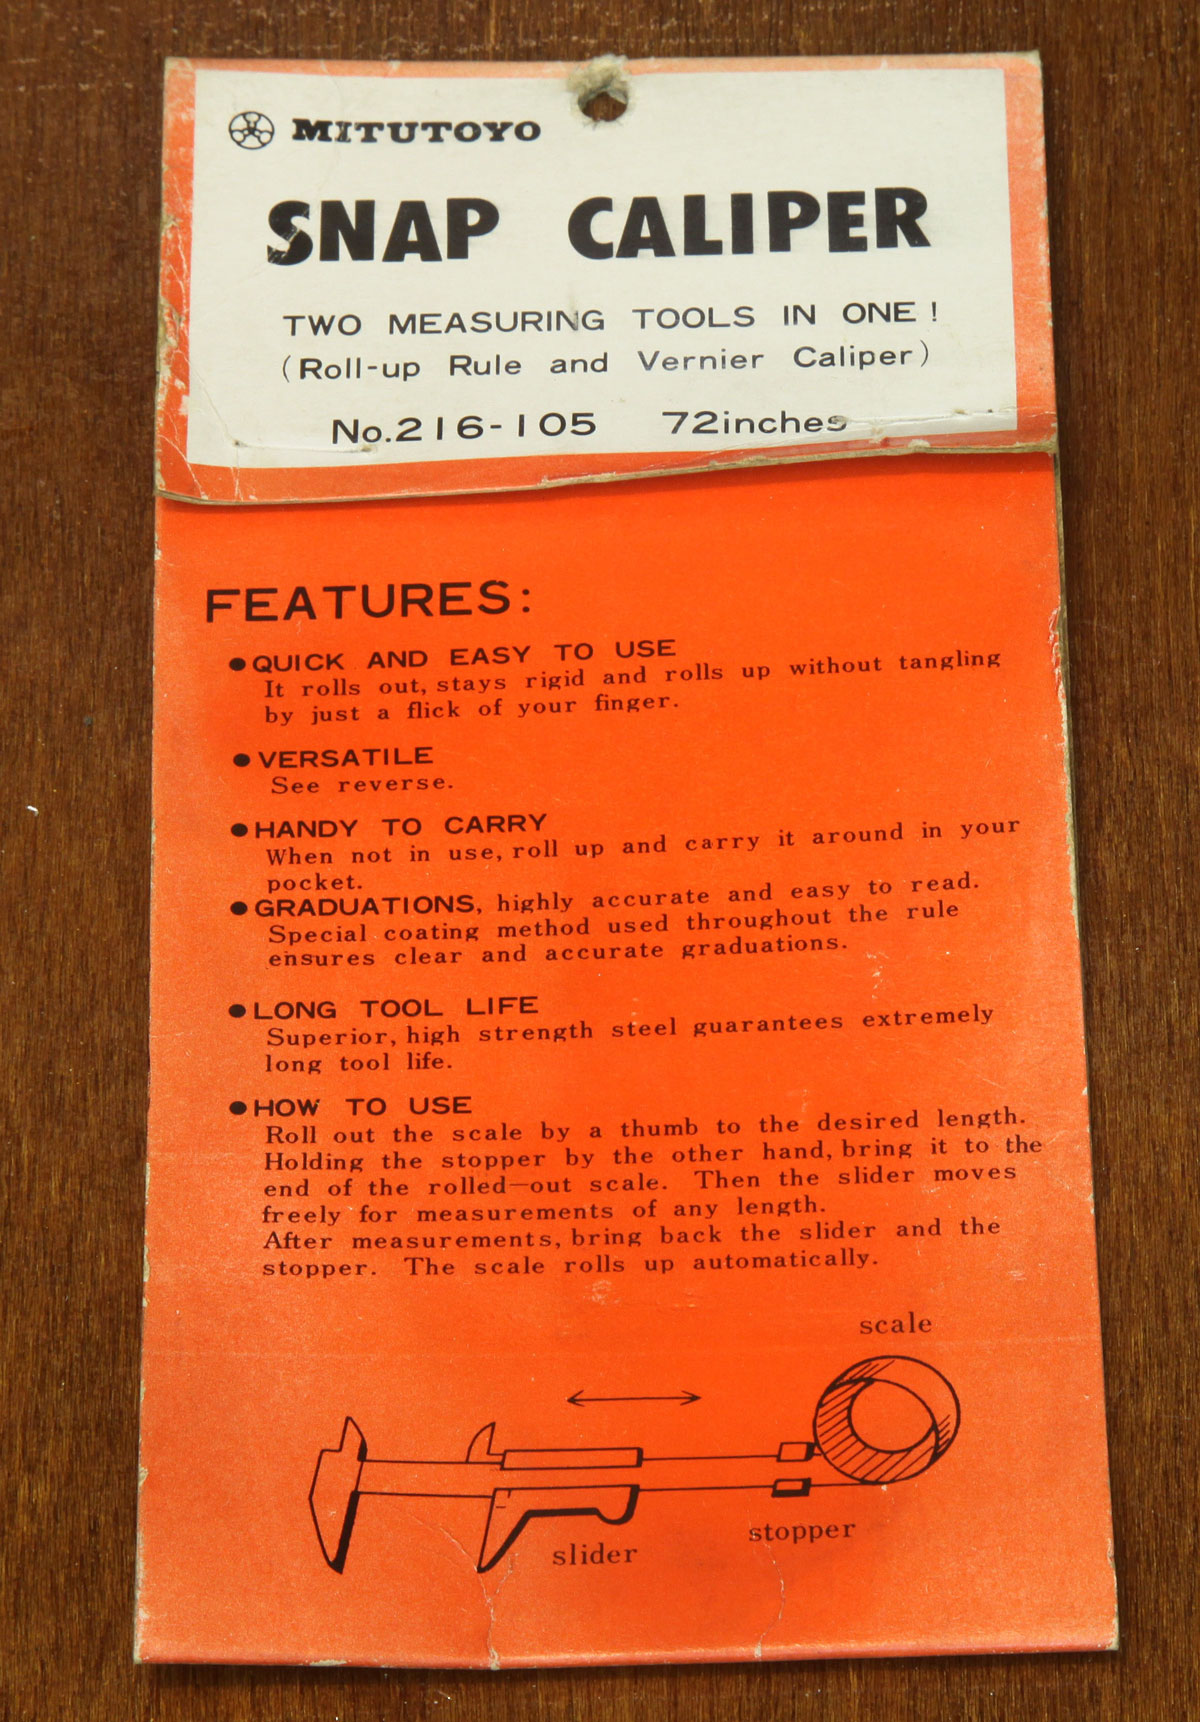 MITUTOYO
SNAP CALIPER
TWO MEASURING TOOLS IN ONE!
(Roll-up Rule and Vernier Caliper)
No.216-105 72inches
FEATURES:
●QUICK AND EASY TO USE
It rolls out, stays rigid and rolls up without tangling
by just a flick of your finger.
●VERSATILE
See reverse.
●HANDY TO CARRY
When not in use, roll up and carry it around in your
pocket.
●GRADUATIONS, highly accurate and easy to read.
Special coating method used throughout the rule
ensures clear and accurate graduations.
●LONG TOOL LIFE
Superior, high strength steel guarantees extremely
long tool life.
●HOW TO USE
Roll out the scale by a thumb to the desired length.
Holding the stopper by the other hand, bring it to the
end of the rolled—out scale. Then the slider moves
freely for measurements of any length.
After measurements, bring back the slider and the
stopper. The scale rolls up automatically.
scale
stopper
slider